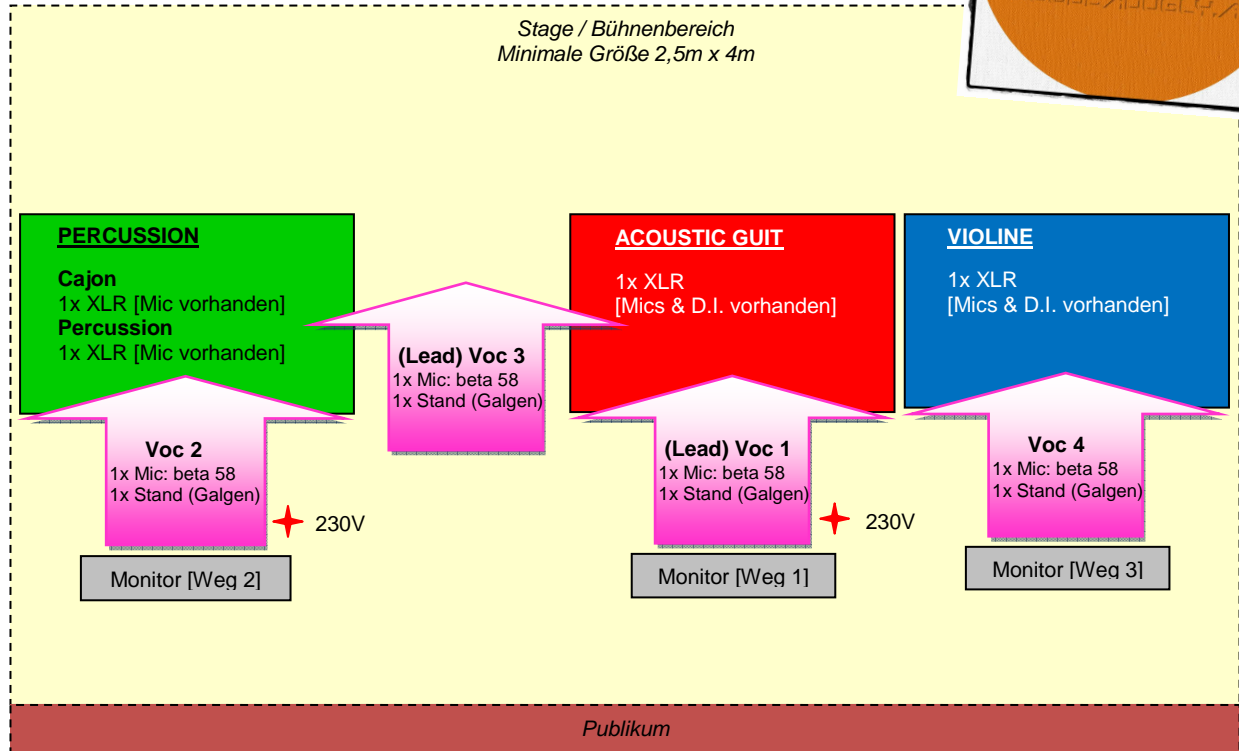 Stage / Bühnenbereich
Minimale Größe 2,5m x 4m
PERCUSSION
Cajon
1x XLR [Mic vorhanden]
Percussion
1x XLR [Mic vorhanden]
(Lead) Voc 3
1x Mic: beta 58
1x Stand (Galgen)
ACOUSTIC GUIT
1x XLR
[Mics & D.I. vorhanden]
VIOLINE
1x XLR
[Mics & D.I. vorhanden]
Voc 2
1x Mic: beta 58
1x Stand (Galgen)
230V
Monitor [Weg 2]
(Lead) Voc 1
1x Mic: beta 58
1x Stand (Galgen)
230V
Monitor [Weg 1]
Voc 4
1x Mic: beta 58
1x Stand (Galgen)
Monitor [Weg 3]
Publikum